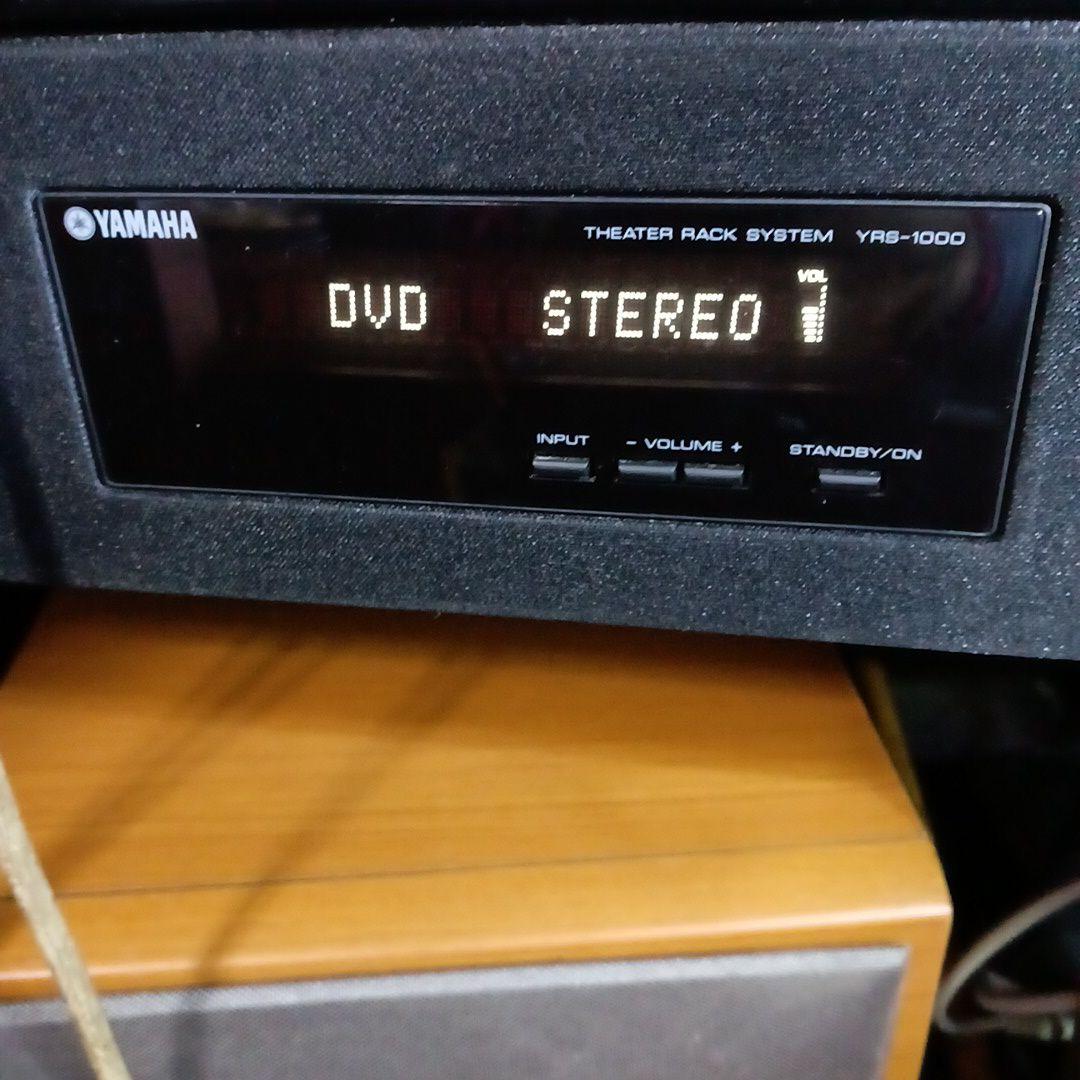 YAMAHA
THEATER RACK SYSTEM YRS-1000
VOL
DVD STEREO
INPUT - VOLUME + STANDBY/ON